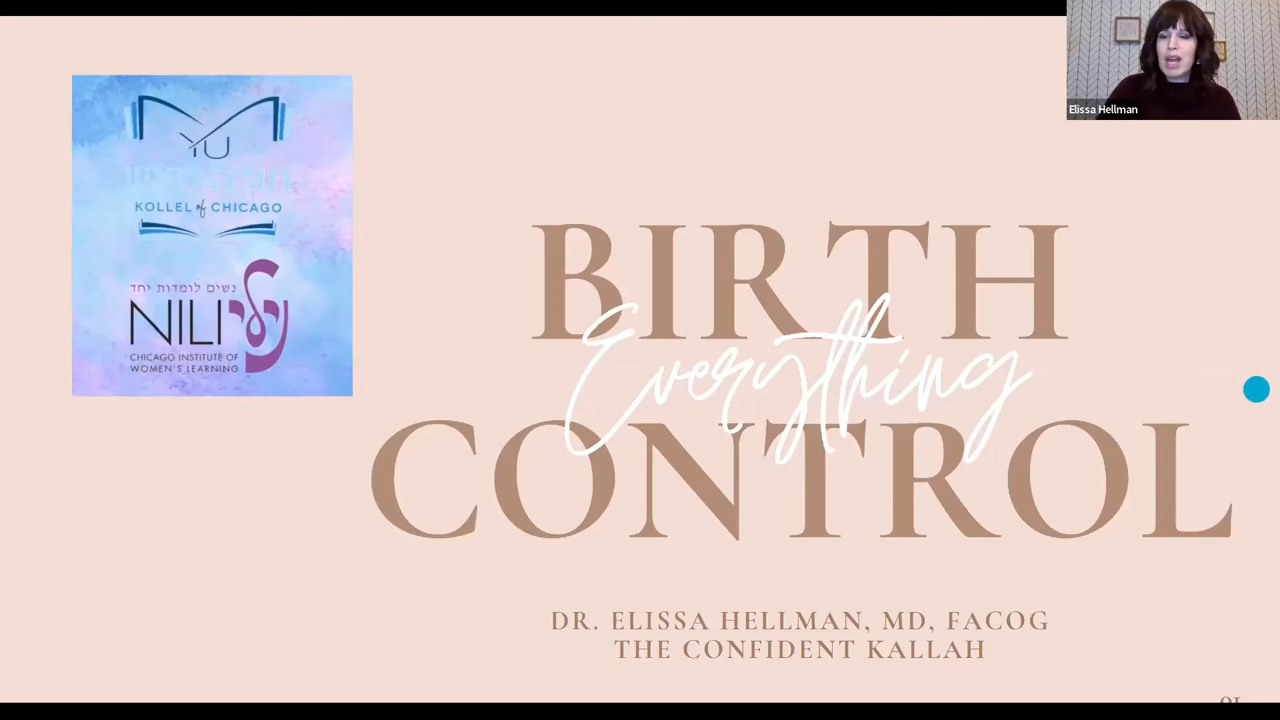 Elissa Hellman
YU
KOLLEL of CHICAGO
נשים לומדות יחד
NILI נילי
CHICAGO INSTITUTE OF
WOMEN'S LEARNING
BIRTH
Everything
CONTROL
DR. ELISSA HELLMAN, MD, FACOG
THE CONFIDENT KALLAH